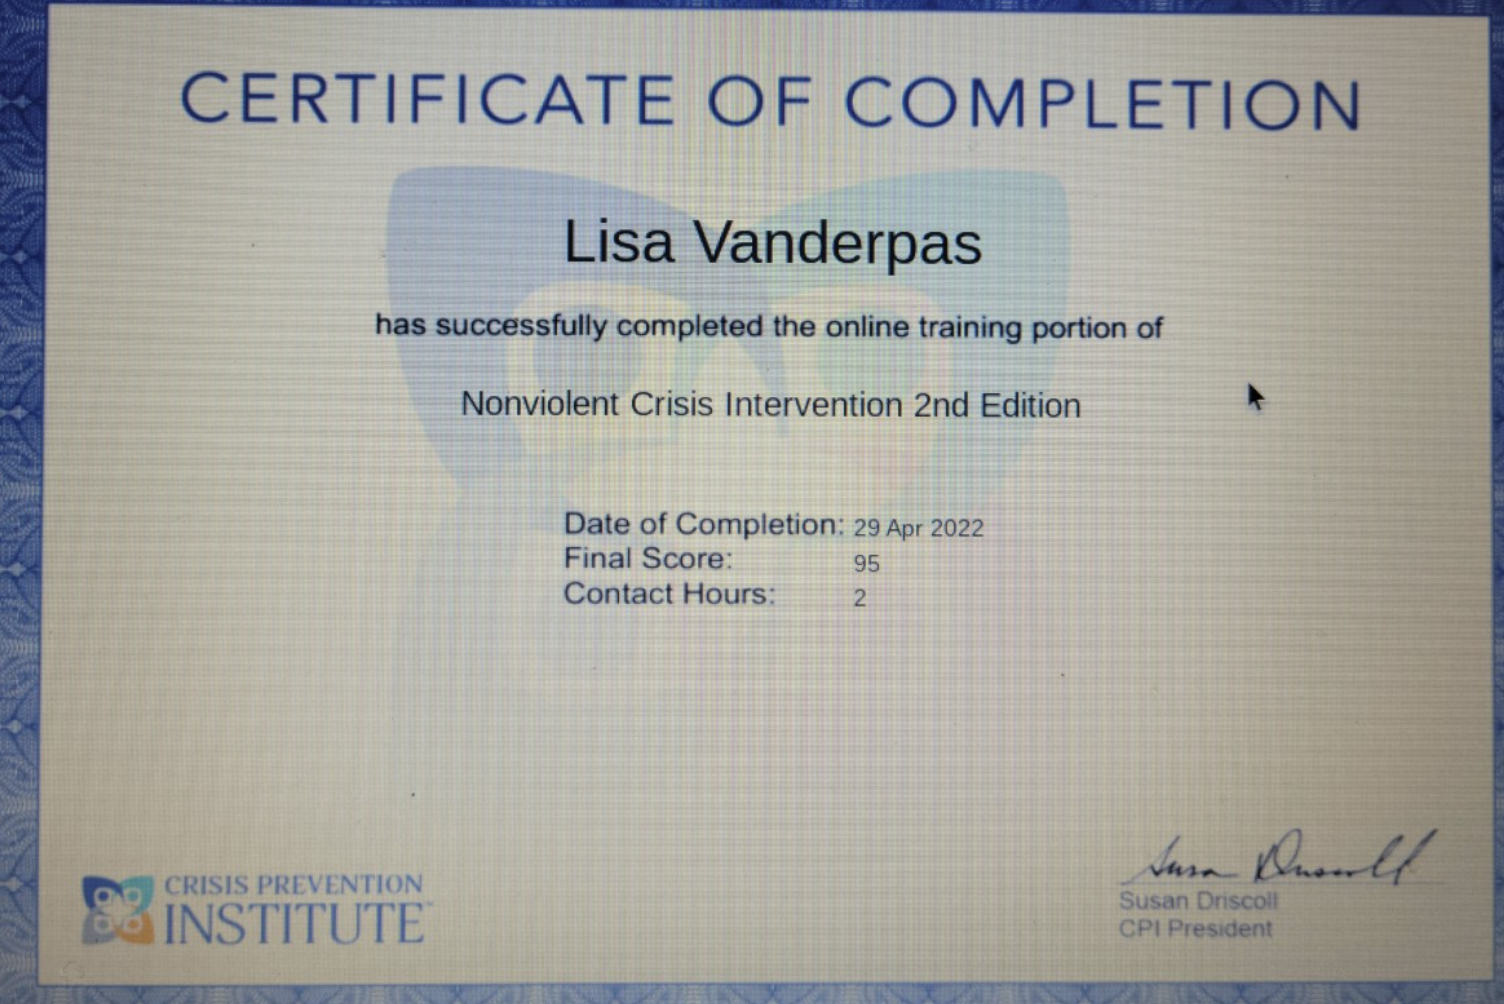 CERTIFICATE OF COMPLETION
Lisa Vanderpas
has successfully completed the online training portion of
Nonviolent Crisis Intervention 2nd Edition
Date of Completion: 29 Apr 2022
Final Score: 95
Contact Hours: 2
CRISIS PREVENTION
INSTITUTE™
Susan Driscoll
Susan Driscoll
CPI President